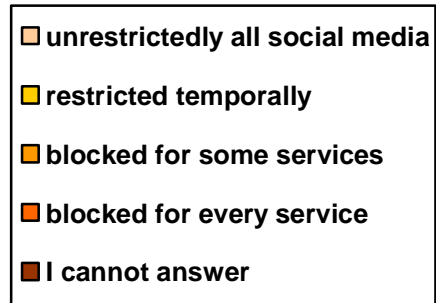 unrestrictedly all social media
restricted temporally
blocked for some services
blocked for every service
I cannot answer